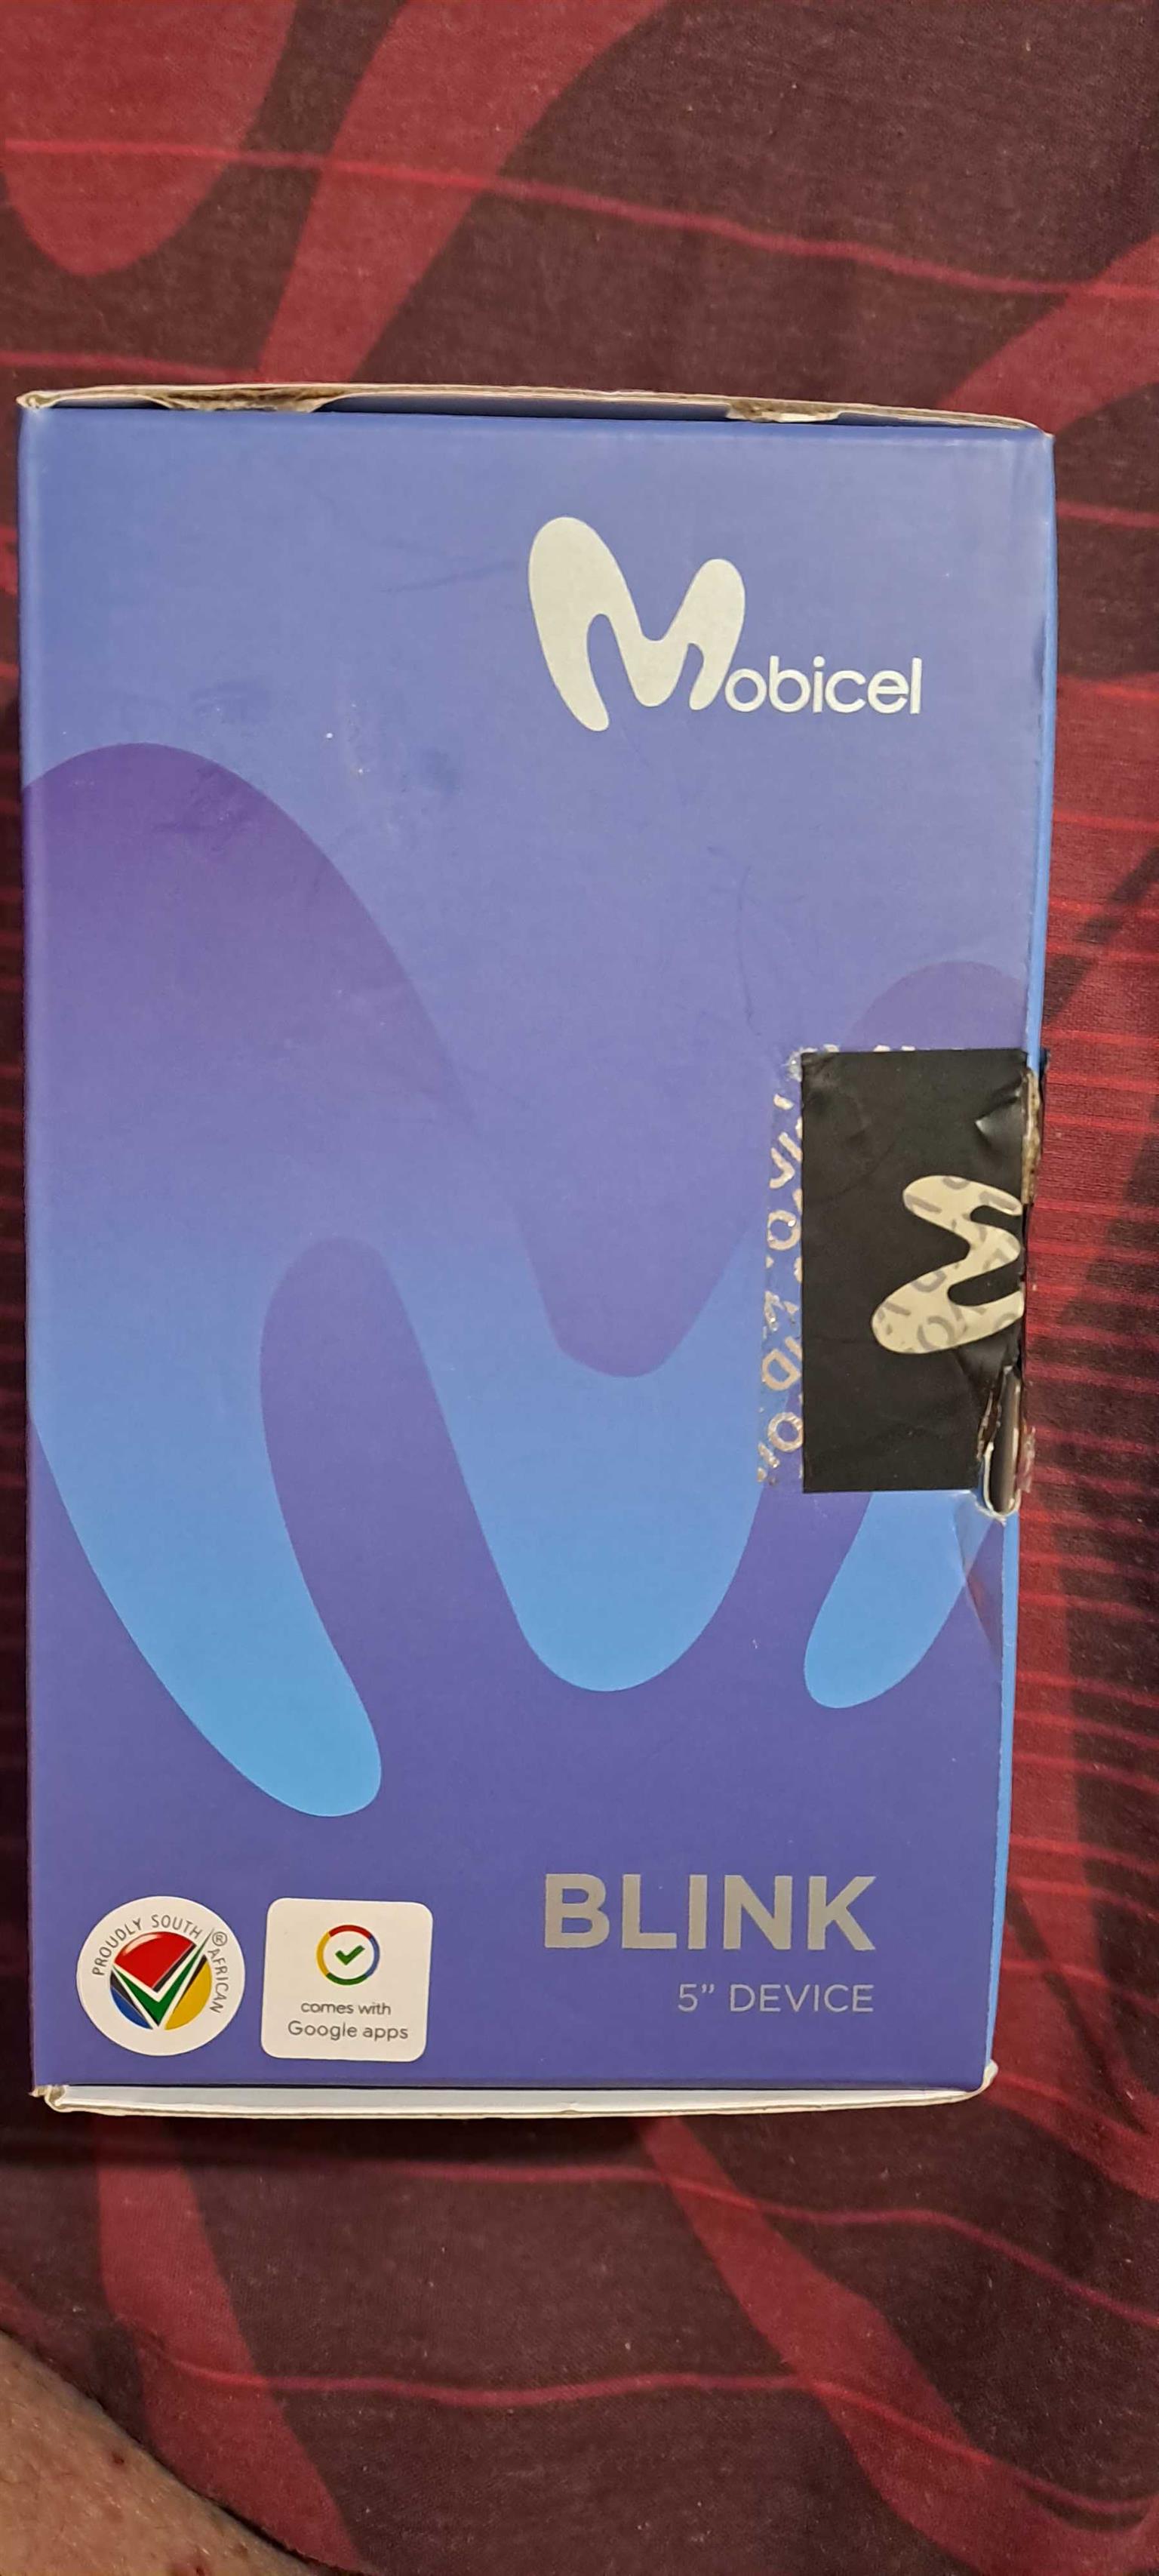 Mobicel
BLINK
5” DEVICE
PROUDLY SOUTH AFRICAN ®
comes with
Google apps